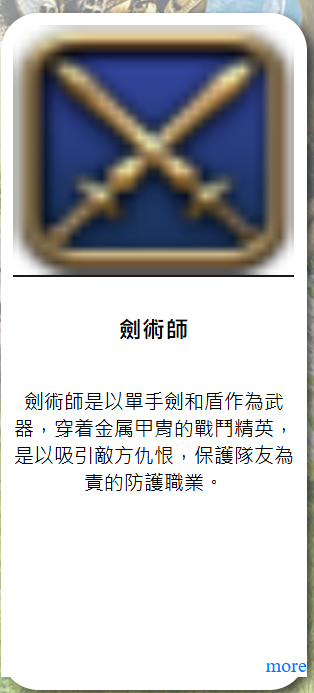 劍術師
劍術師是以單手劍和盾作為武
器，穿着金属甲冑的戰鬥精英，
是以吸引敵方仇恨，保護隊友為
責的防護職業。
more